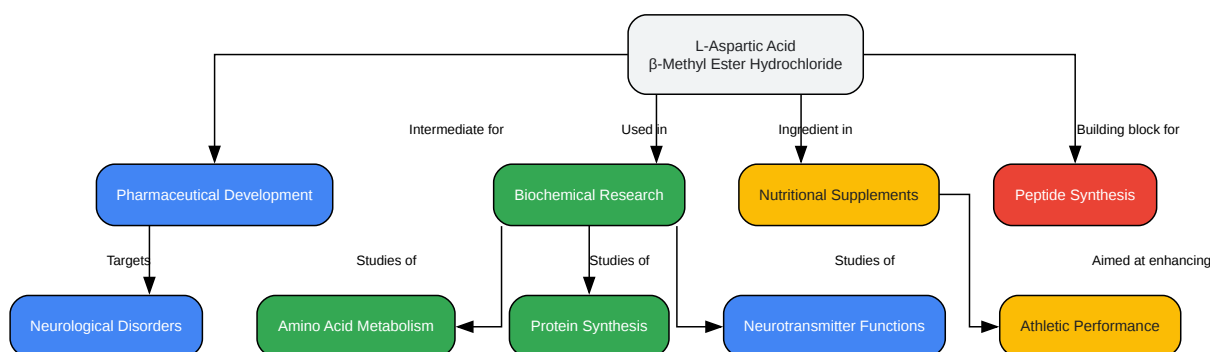 L-Aspartic Acid
β-Methyl Ester Hydrochloride
Intermediate for
Used in
Ingredient in
Building block for
Pharmaceutical Development
Biochemical Research
Nutritional Supplements
Peptide Synthesis
Targets
Studies of
Studies of
Studies of
Aimed at enhancing
Neurological Disorders
Amino Acid Metabolism
Protein Synthesis
Neurotransmitter Functions
Athletic Performance